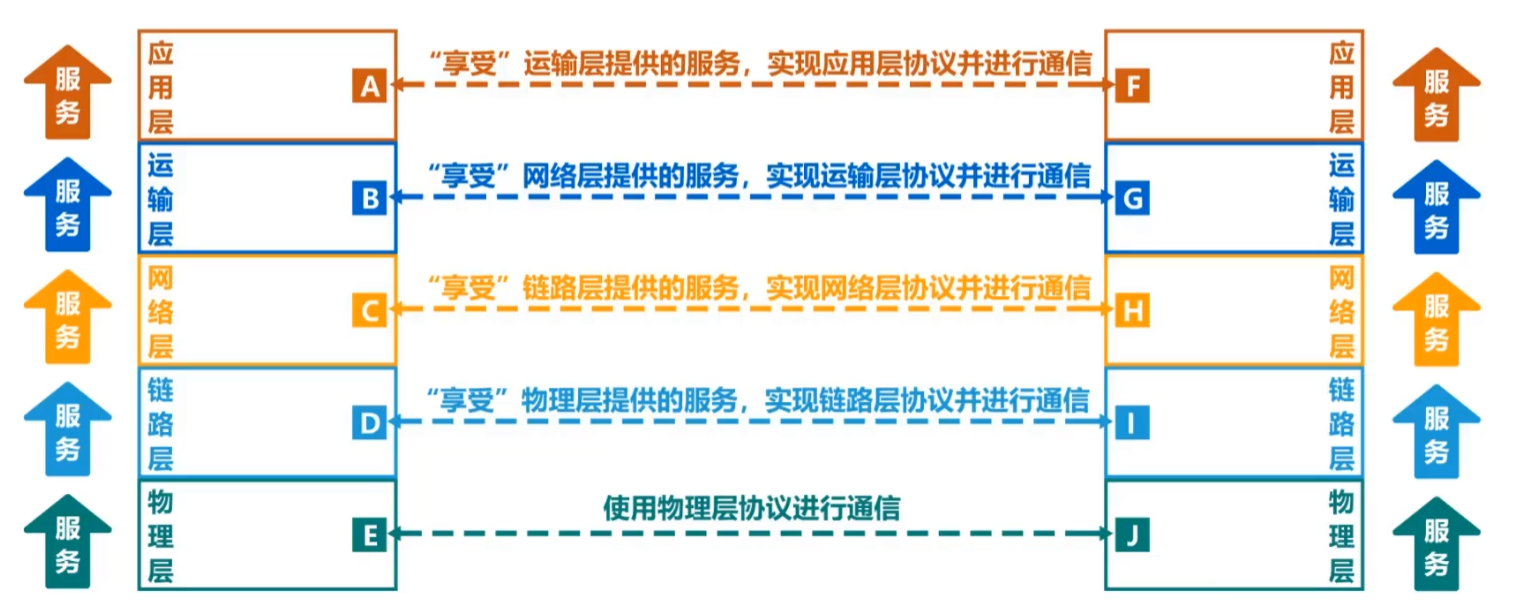 服务 应用层 A “享受”运输层提供的服务，实现应用层协议并进行通信 F 应用层 服务
服务 运输层 B “享受”网络层提供的服务，实现运输层协议并进行通信 G 运输层 服务
服务 网络层 C “享受”链路层提供的服务，实现网络层协议并进行通信 H 网络层 服务
服务 链路层 D “享受”物理层提供的服务，实现链路层协议并进行通信 I 链路层 服务
服务 物理层 E 使用物理层协议进行通信 J 物理层 服务